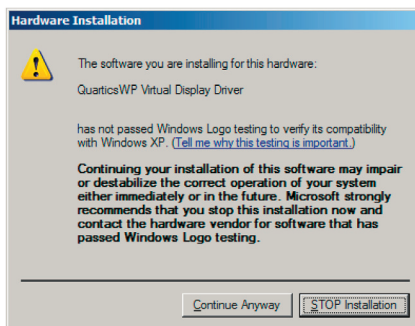 Hardware Installation
The software you are installing for this hardware:
QuarticsWP Virtual Display Driver
has not passed Windows Logo testing to verify its compatibility
with Windows XP. (Tell me why this testing is important.)
Continuing your installation of this software may impair
or destabilize the correct operation of your system
either immediately or in the future. Microsoft strongly
recommends that you stop this installation now and
contact the hardware vendor for software that has
passed Windows Logo testing.
Continue Anyway
STOP Installation